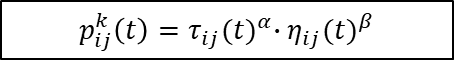 p_{ij}^{k}(t) = τ_{ij}(t)^{α} · η_{ij}(t)^{β}